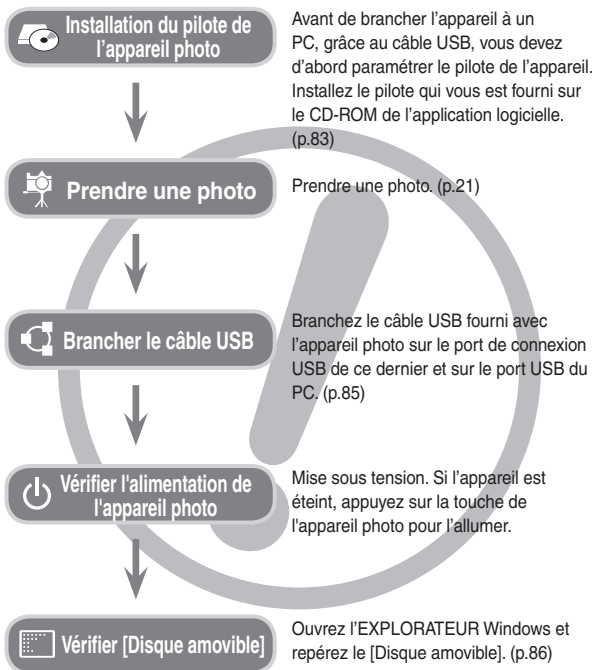 Installation du pilote de
l'appareil photo
Avant de brancher l’appareil à un
PC, grâce au câble USB, vous devez
d’abord paramétrer le pilote de l’appareil.
Installez le pilote qui vous est fourni sur
le CD-ROM de l’application logicielle.
(p.83)
Prendre une photo
Prendre une photo. (p.21)
Brancher le câble USB
Branchez le câble USB fourni avec
l’appareil photo sur le port de connexion
USB de ce dernier et sur le port USB du
PC. (p.85)
Vérifier l'alimentation de
l'appareil photo
Mise sous tension. Si l’appareil est
éteint, appuyez sur la touche de
l'appareil photo pour l’allumer.
Vérifier [Disque amovible]
Ouvrez l’EXPLORATEUR Windows et
repérez le [Disque amovible]. (p.86)